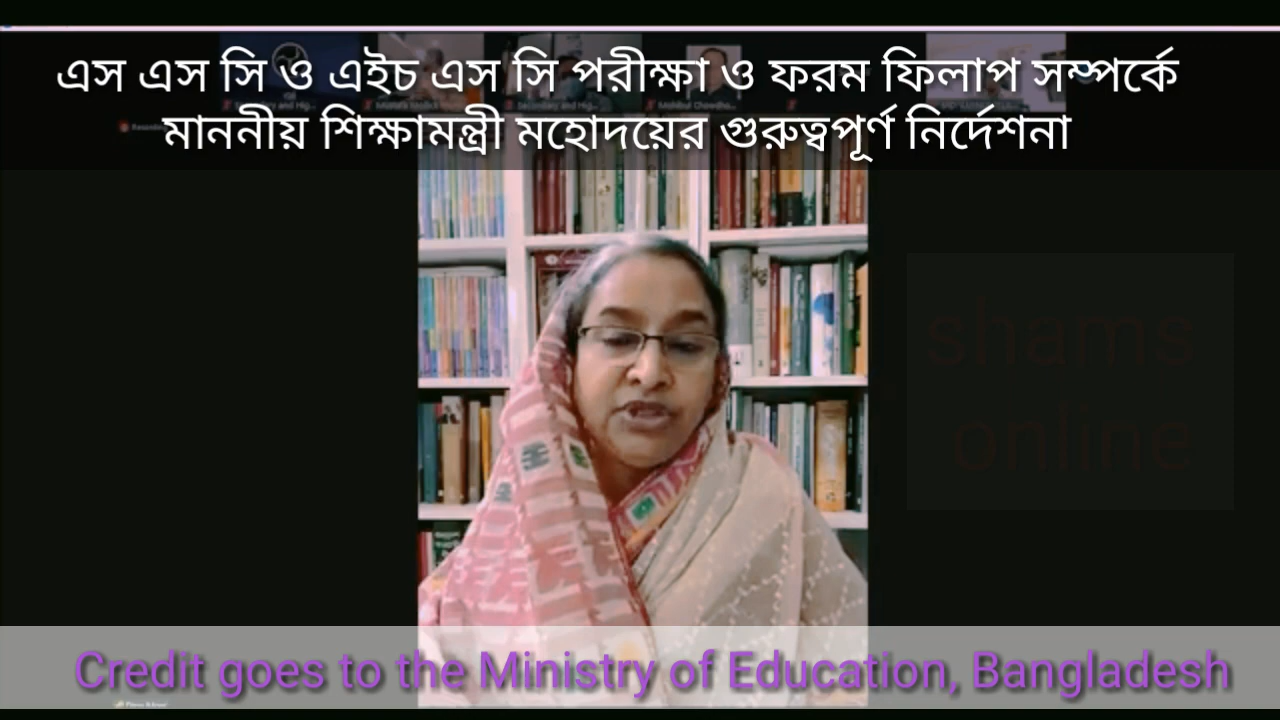 এস এস সি ও এইচ এস সি পরীক্ষা ও ফরম ফিলাপ সম্পর্কে
মাননীয় শিক্ষামন্ত্রী মহোদয়ের গুরুত্বপূর্ণ নির্দেশনা
shams
online
Credit goes to the Ministry of Education, Bangladesh